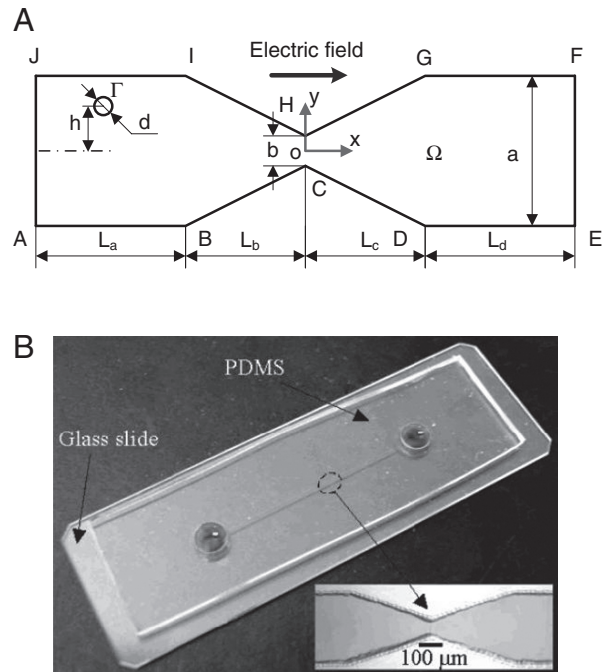 A
Electric field
J
I
G
F
Γ
H
y
h
d
b
o
x
Ω
a
C
A
B
D
E
La
Lb
Lc
Ld
B
PDMS
Glass slide
100 μm